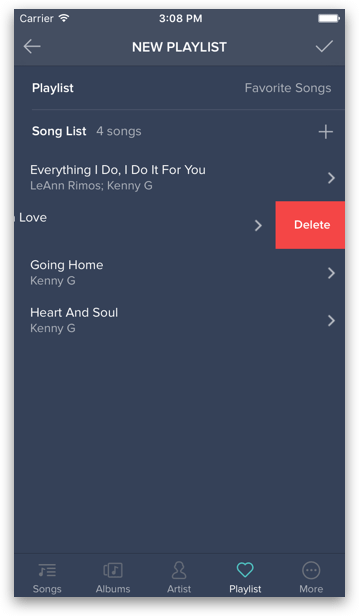 Carrier 3:08 PM
NEW PLAYLIST
Playlist Favorite Songs
Song List 4 songs
Everything I Do, I Do It For You
LeAnn Rimos; Kenny G
Love
Delete
Going Home
Kenny G
Heart And Soul
Kenny G
Songs Albums Artist Playlist More